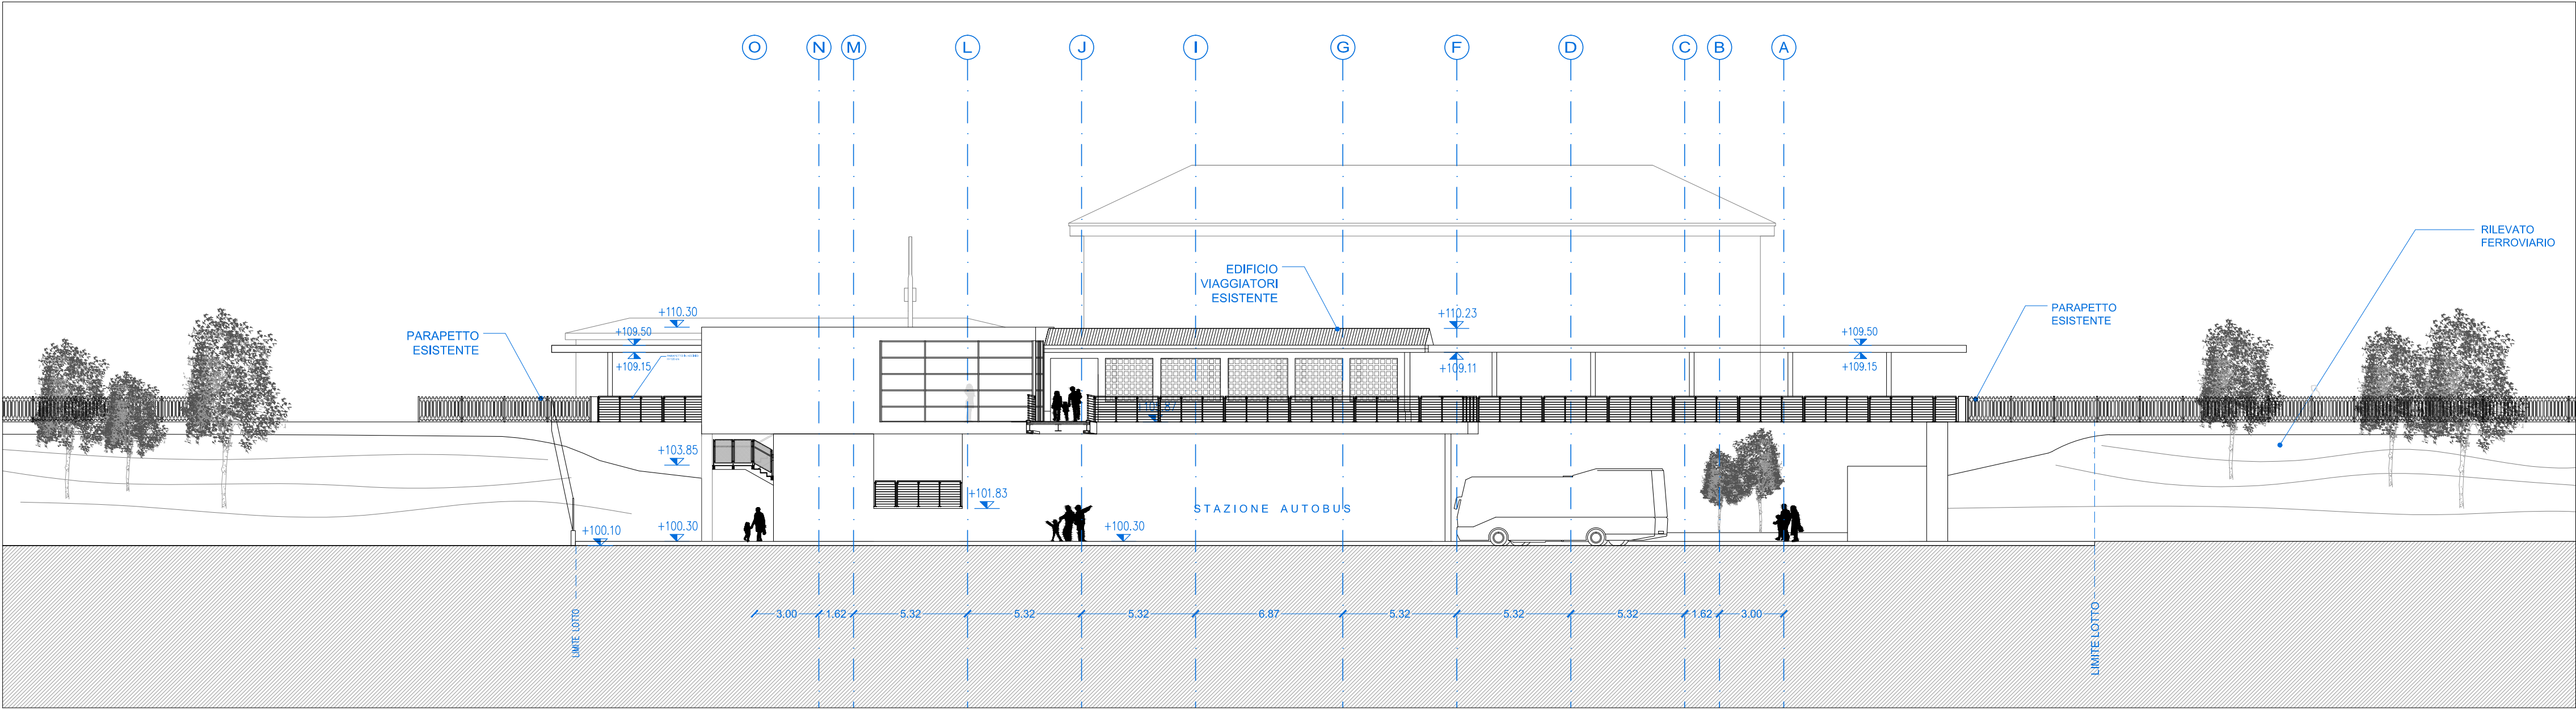 O N M L J I G F D C B A
RILEVATO
FERROVIARIO
EDIFICIO
VIAGGIATORI
ESISTENTE
PARAPETTO
ESISTENTE
PARAPETTO
ESISTENTE
+110.30
+109.50
+109.15
+110.23
+109.11
+109.50
+109.15
+103.85
+101.83
STAZIONE AUTOBUS
+100.10
+100.30
+100.30
3.00 1.62 5.32 5.32 5.32 6.87 5.32 5.32 5.32 1.62 3.00
LIMITE LOTTO
LIMITE LOTTO